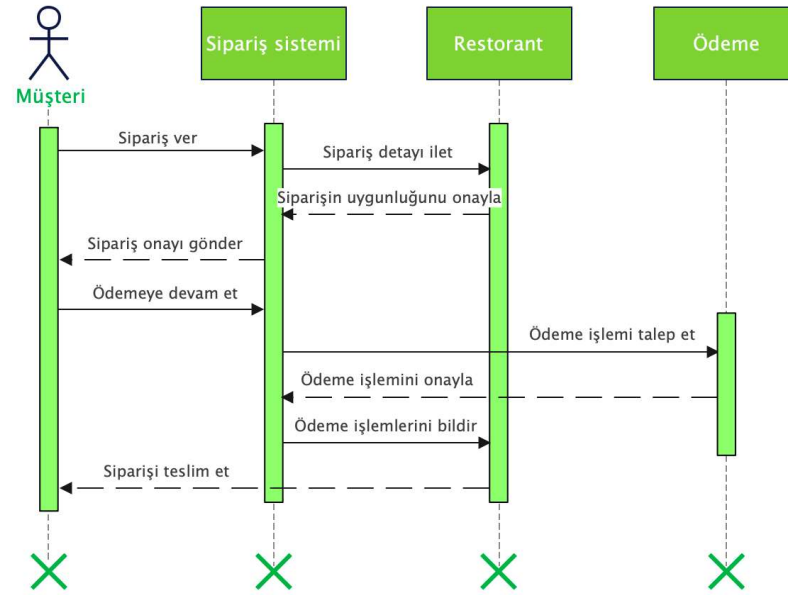 Sipariş sistemi
Restorant
Ödeme
Müşteri
Sipariş ver
Sipariş detayı ilet
Siparişin uygunluğunu onayla
Sipariş onayı gönder
Ödemeye devam et
Ödeme işlemi talep et
Ödeme işlemini onayla
Ödeme işlemlerini bildir
Siparişi teslim et